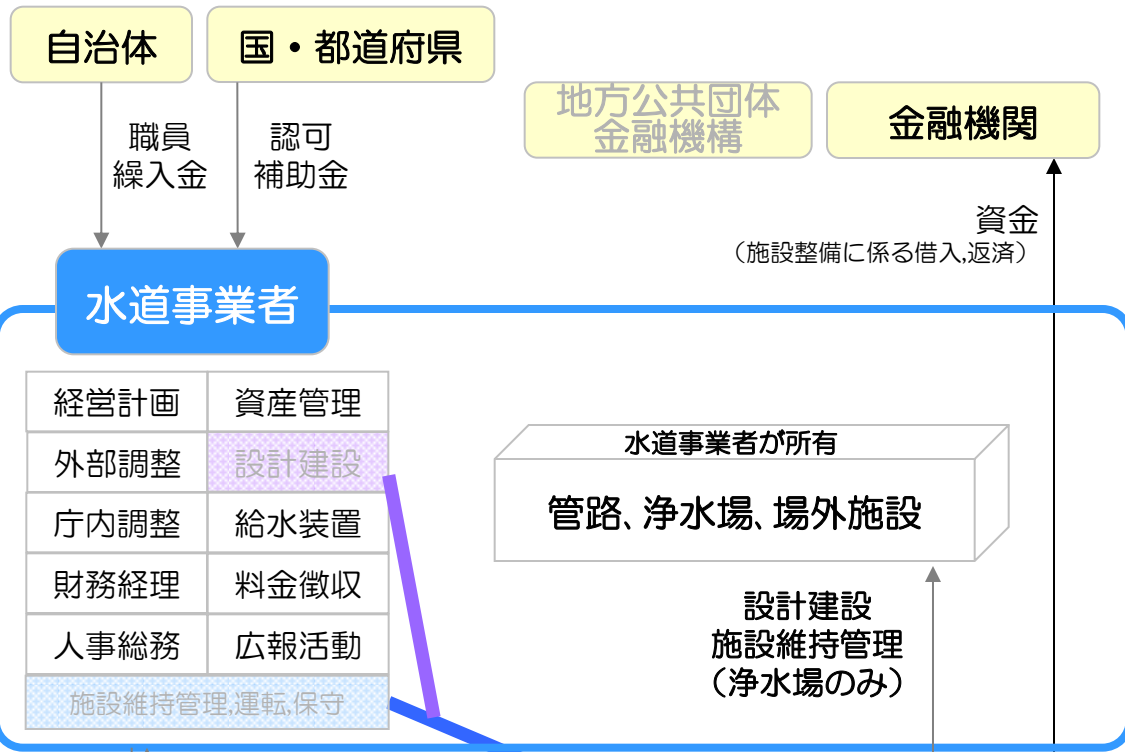 自治体
国・都道府県
地方公共団体
金融機構
金融機関
職員
繰入金
認可
補助金
資金
（施設整備に係る借入,返済）
水道事業者
経営計画
資産管理
外部調整
設計建設
庁内調整
給水装置
財務経理
料金徴収
人事総務
広報活動
施設維持管理,運転,保守
水道事業者が所有
管路、浄水場、場外施設
設計建設
施設維持管理
（浄水場のみ）